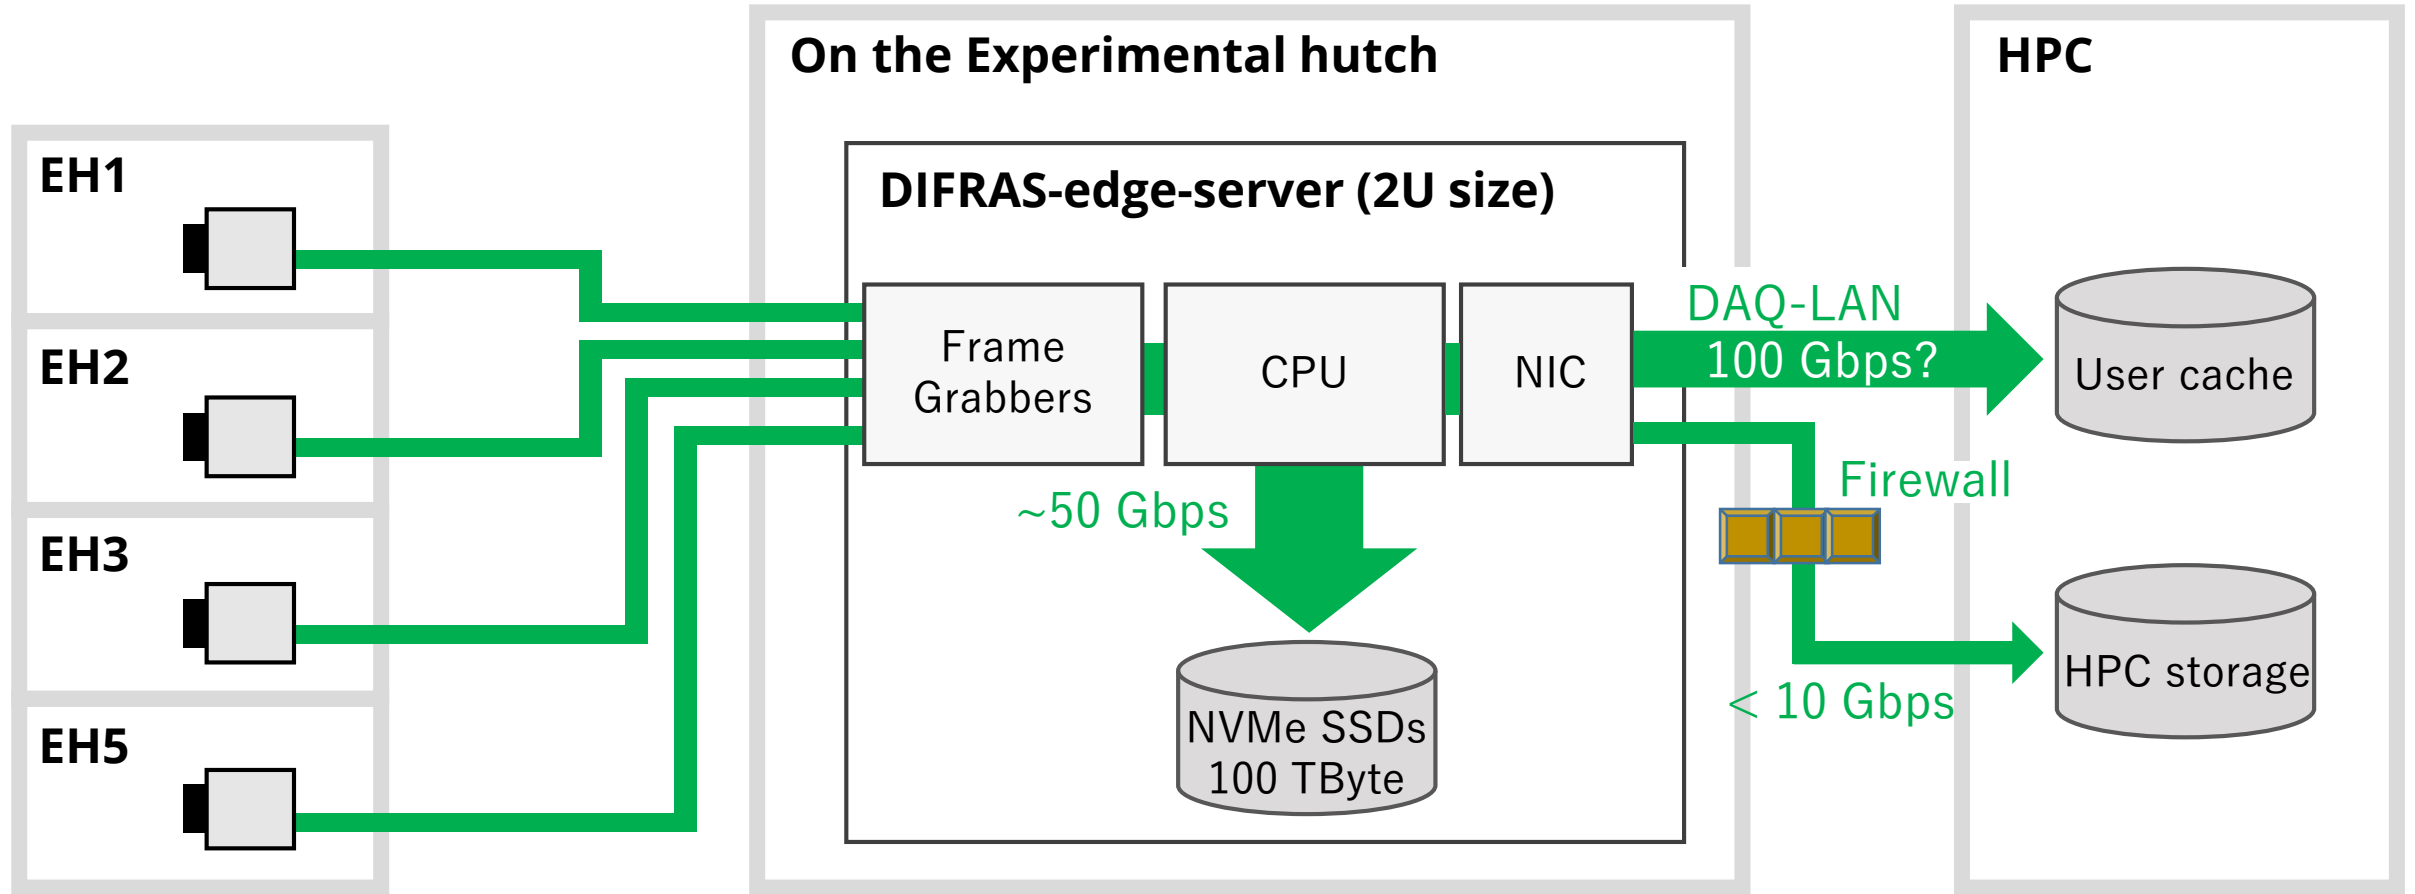 On the Experimental hutch
HPC
EH1
EH2
EH3
EH5
DIFRAS-edge-server (2U size)
Frame
Grabbers
CPU
NIC
~50 Gbps
NVMe SSDs
100 TByte
DAQ-LAN
100 Gbps?
Firewall
< 10 Gbps
User cache
HPC storage